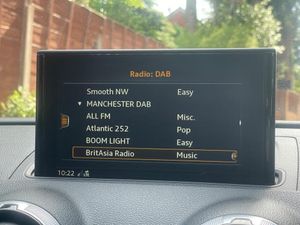 Radio: DAB
Smooth NW Easy
▼ MANCHESTER DAB
ALL FM Misc.
Atlantic 252 Pop
BOOM LIGHT Easy
BritAsia Radio Music
10:22